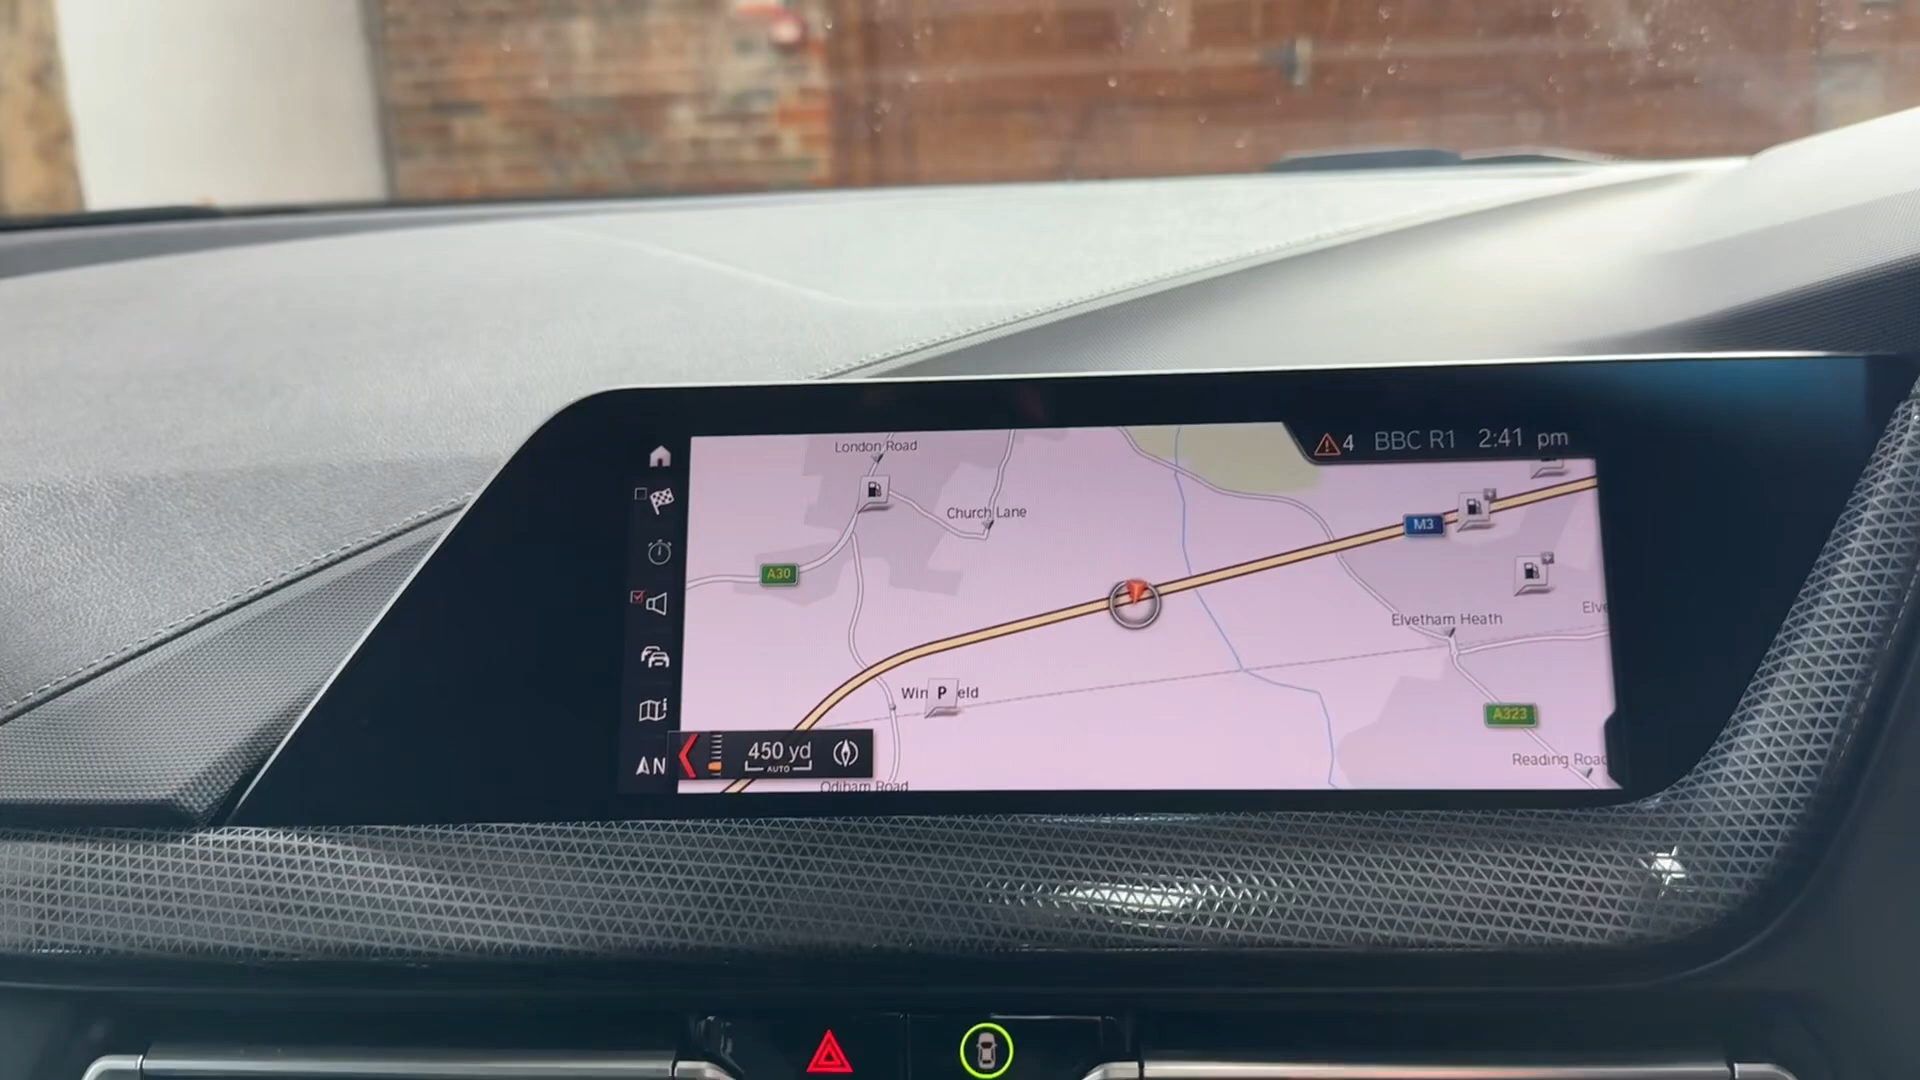 London Road
4 BBC R1 2:41 pm
Church Lane
M3
A30
Elvetham Heath
Elve
Win P eld
A323
450 yd
AUTO
N
Reading Road
Odiham Road